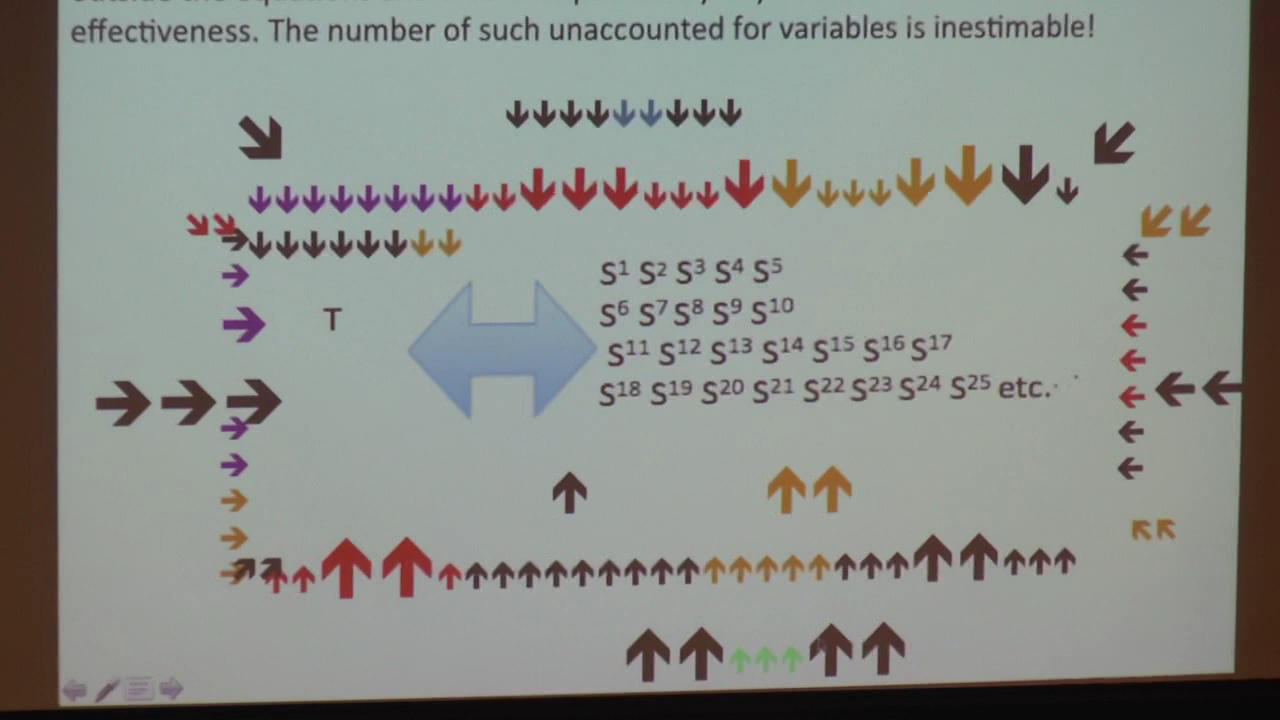 effectiveness. The number of such unaccounted for variables is inestimable!
S¹ S² S³ S⁴ S⁵
S⁶ S⁷ S⁸ S⁹ S¹⁰
T
S¹¹ S¹² S¹³ S¹⁴ S¹⁵ S¹⁶ S¹⁷
S¹⁸ S¹⁹ S²⁰ S²¹ S²² S²³ S²⁴ S²⁵ etc.